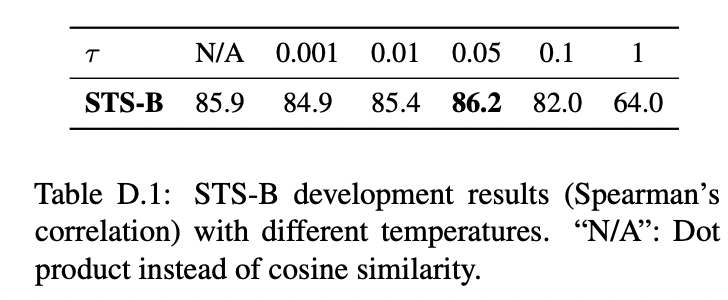 τ N/A 0.001 0.01 0.05 0.1 1
STS-B 85.9 84.9 85.4 86.2 82.0 64.0
Table D.1: STS-B development results (Spearman's
correlation) with different temperatures. “N/A”: Dot
product instead of cosine similarity.